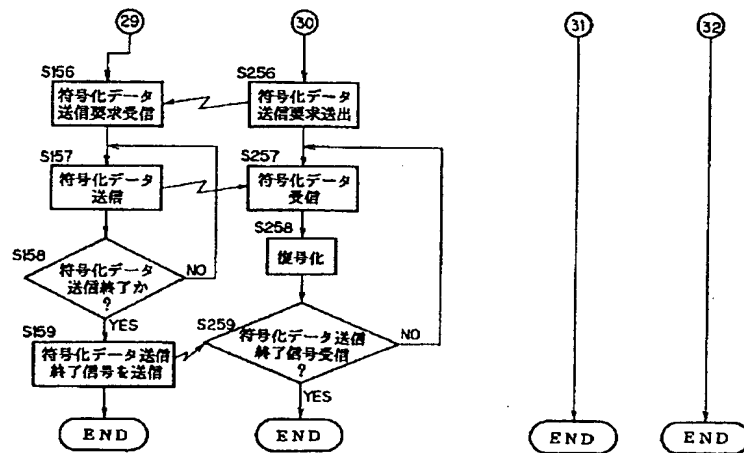 29
30
31
32
S156
符号化データ
送信要求受信
S256
符号化データ
送信要求送出
S157
符号化データ
送信
S257
符号化データ
受信
S258
復号化
S158
符号化データ
送信終了か
?
NO
YES
S159
符号化データ送信
終了信号を送信
S259
符号化データ送信
終了信号受信
?
NO
YES
END
END
END
END